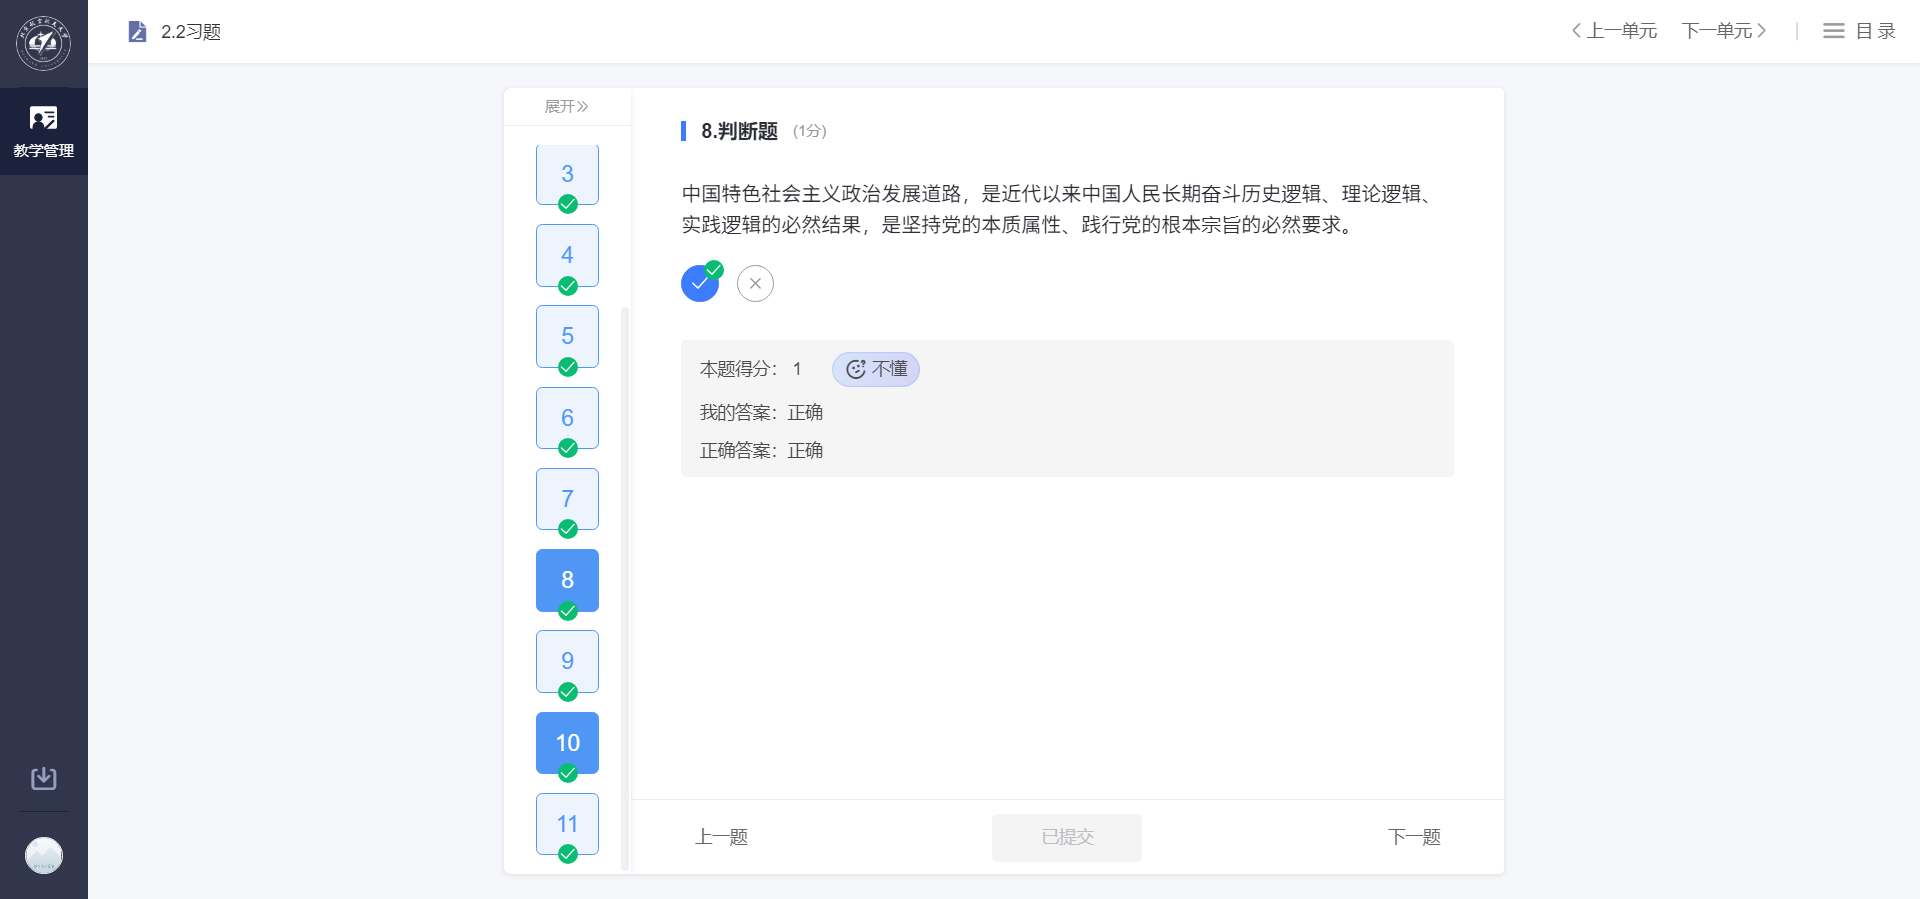 2.2习题
上一单元
下一单元
目录
教学管理
展开
3
4
5
6
7
8
9
10
11
8.判断题 (1分)
中国特色社会主义政治发展道路，是近代以来中国人民长期奋斗历史逻辑、理论逻辑、
实践逻辑的必然结果，是坚持党的本质属性、践行党的根本宗旨的必然要求。
本题得分： 1 不懂
我的答案：正确
正确答案：正确
上一题
已提交
下一题